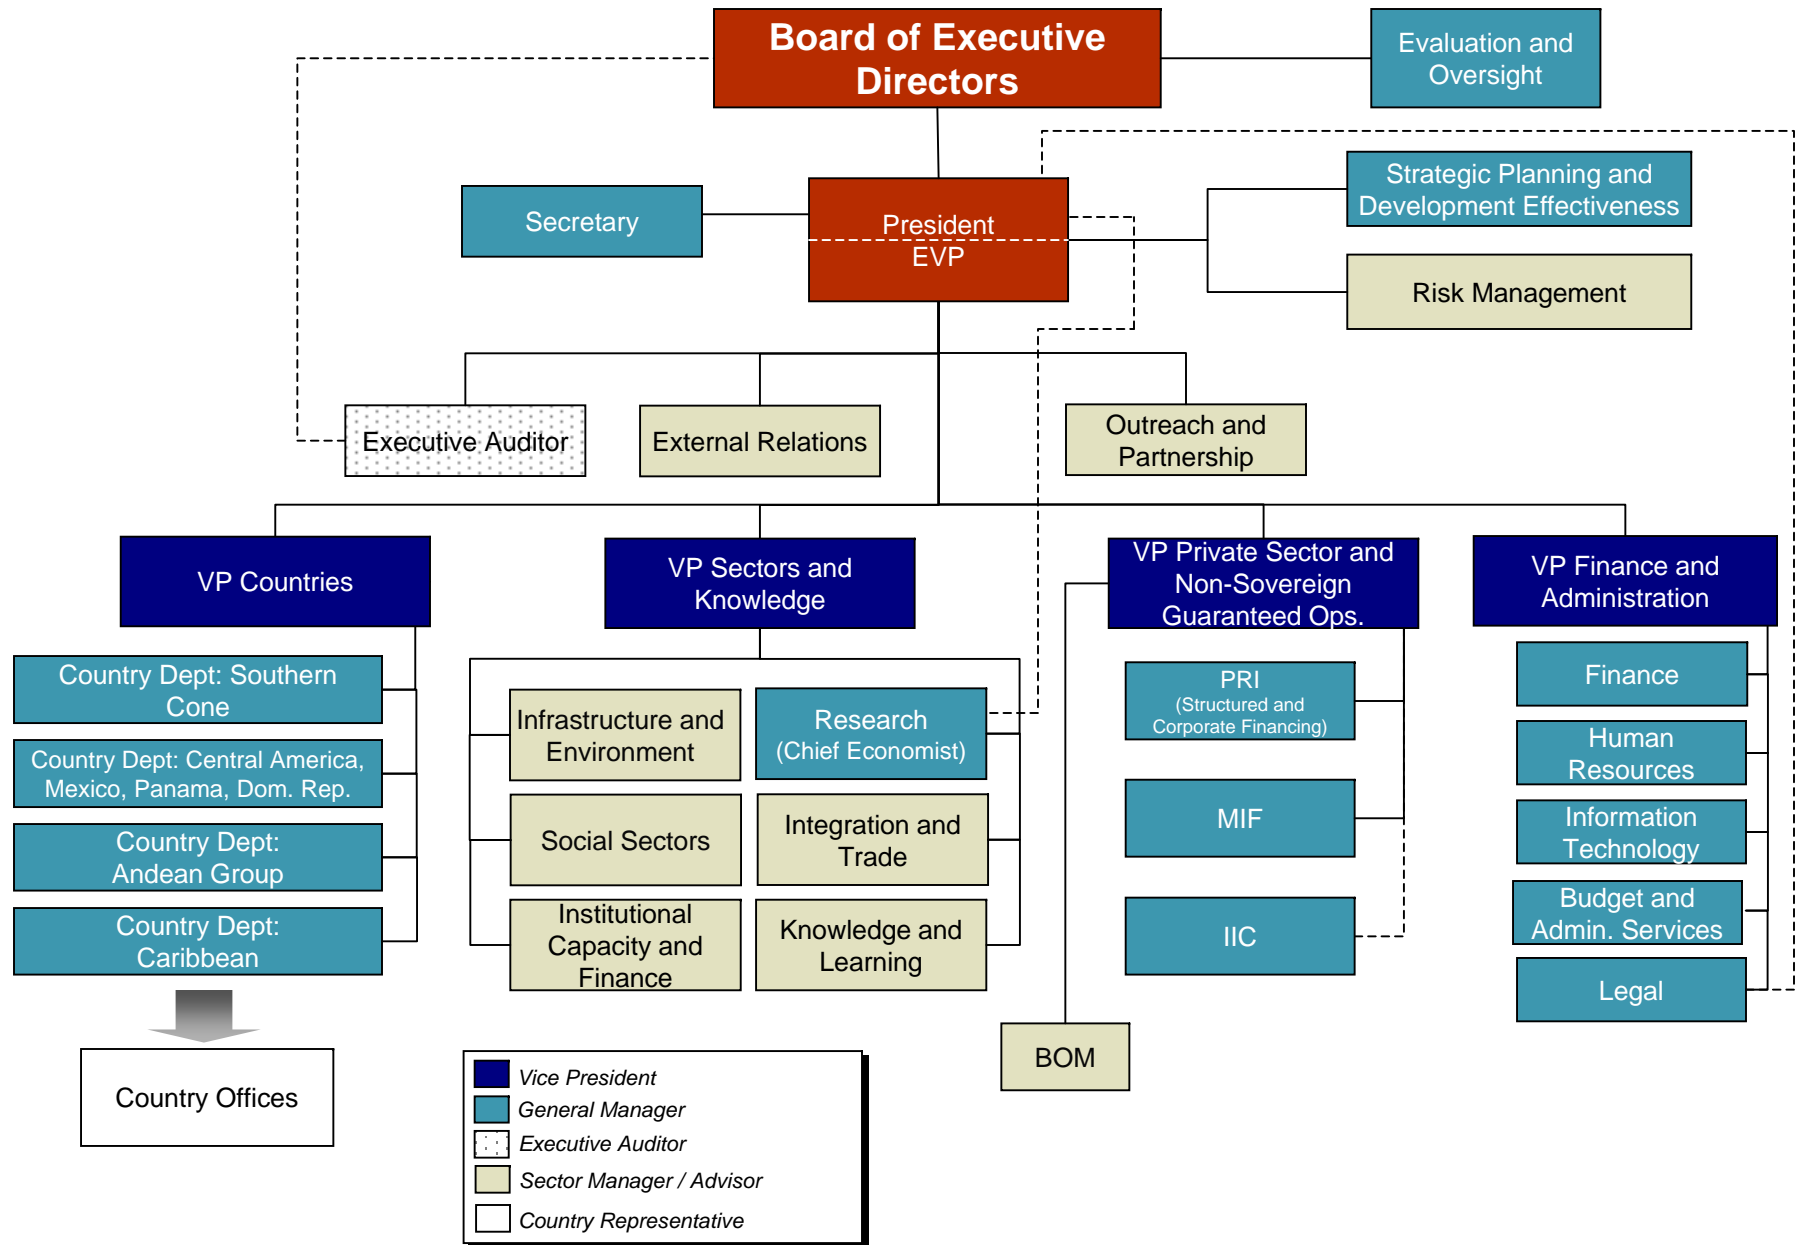 Board of Executive
Directors
Evaluation and
Oversight
Strategic Planning and
Development Effectiveness
Secretary
President
EVP
Risk Management
Executive Auditor
External Relations
Outreach and
Partnership
VP Countries
VP Sectors and
Knowledge
VP Private Sector and
Non-Sovereign
Guaranteed Ops.
VP Finance and
Administration
Country Dept: Southern
Cone
Country Dept: Central America,
Mexico, Panama, Dom. Rep.
Country Dept:
Andean Group
Country Dept:
Caribbean
Country Offices
Infrastructure and
Environment
Research
(Chief Economist)
Social Sectors
Integration and
Trade
Institutional
Capacity and
Finance
Knowledge and
Learning
PRI
(Structured and
Corporate Financing)
MIF
IIC
BOM
Finance
Human
Resources
Information
Technology
Budget and
Admin. Services
Legal
Vice President
General Manager
Executive Auditor
Sector Manager / Advisor
Country Representative